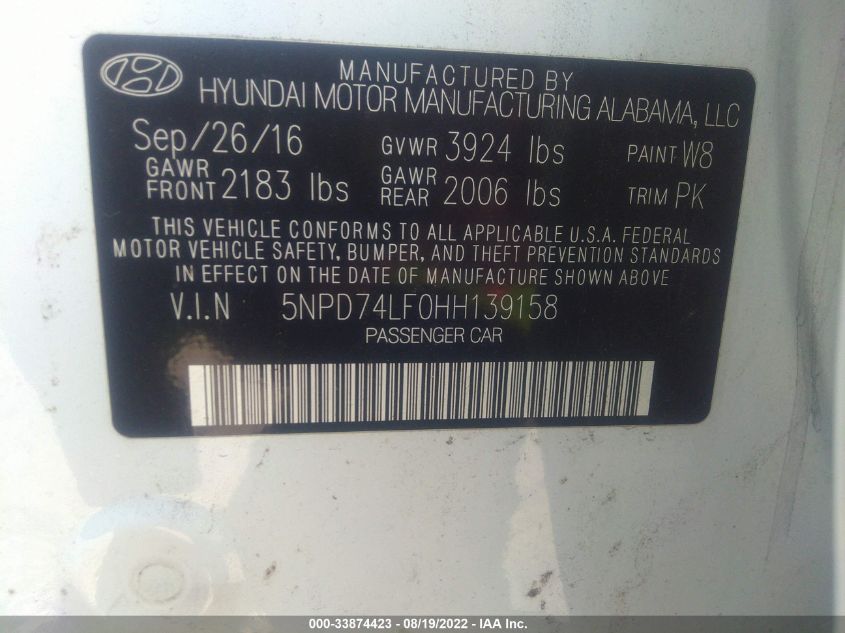 MANUFACTURED BY
HYUNDAI MOTOR MANUFACTURING ALABAMA, LLC
Sep/26/16 GVWR 3924 lbs PAINT W8
GAWR FRONT 2183 lbs GAWR REAR 2006 lbs TRIM PK
THIS VEHICLE CONFORMS TO ALL APPLICABLE U.S.A. FEDERAL
MOTOR VEHICLE SAFETY, BUMPER, AND THEFT PREVENTION STANDARDS
IN EFFECT ON THE DATE OF MANUFACTURE SHOWN ABOVE
V.I.N 5NPD74LF0HH139158
PASSENGER CAR
000-33874423 - 08/19/2022 - IAA Inc.